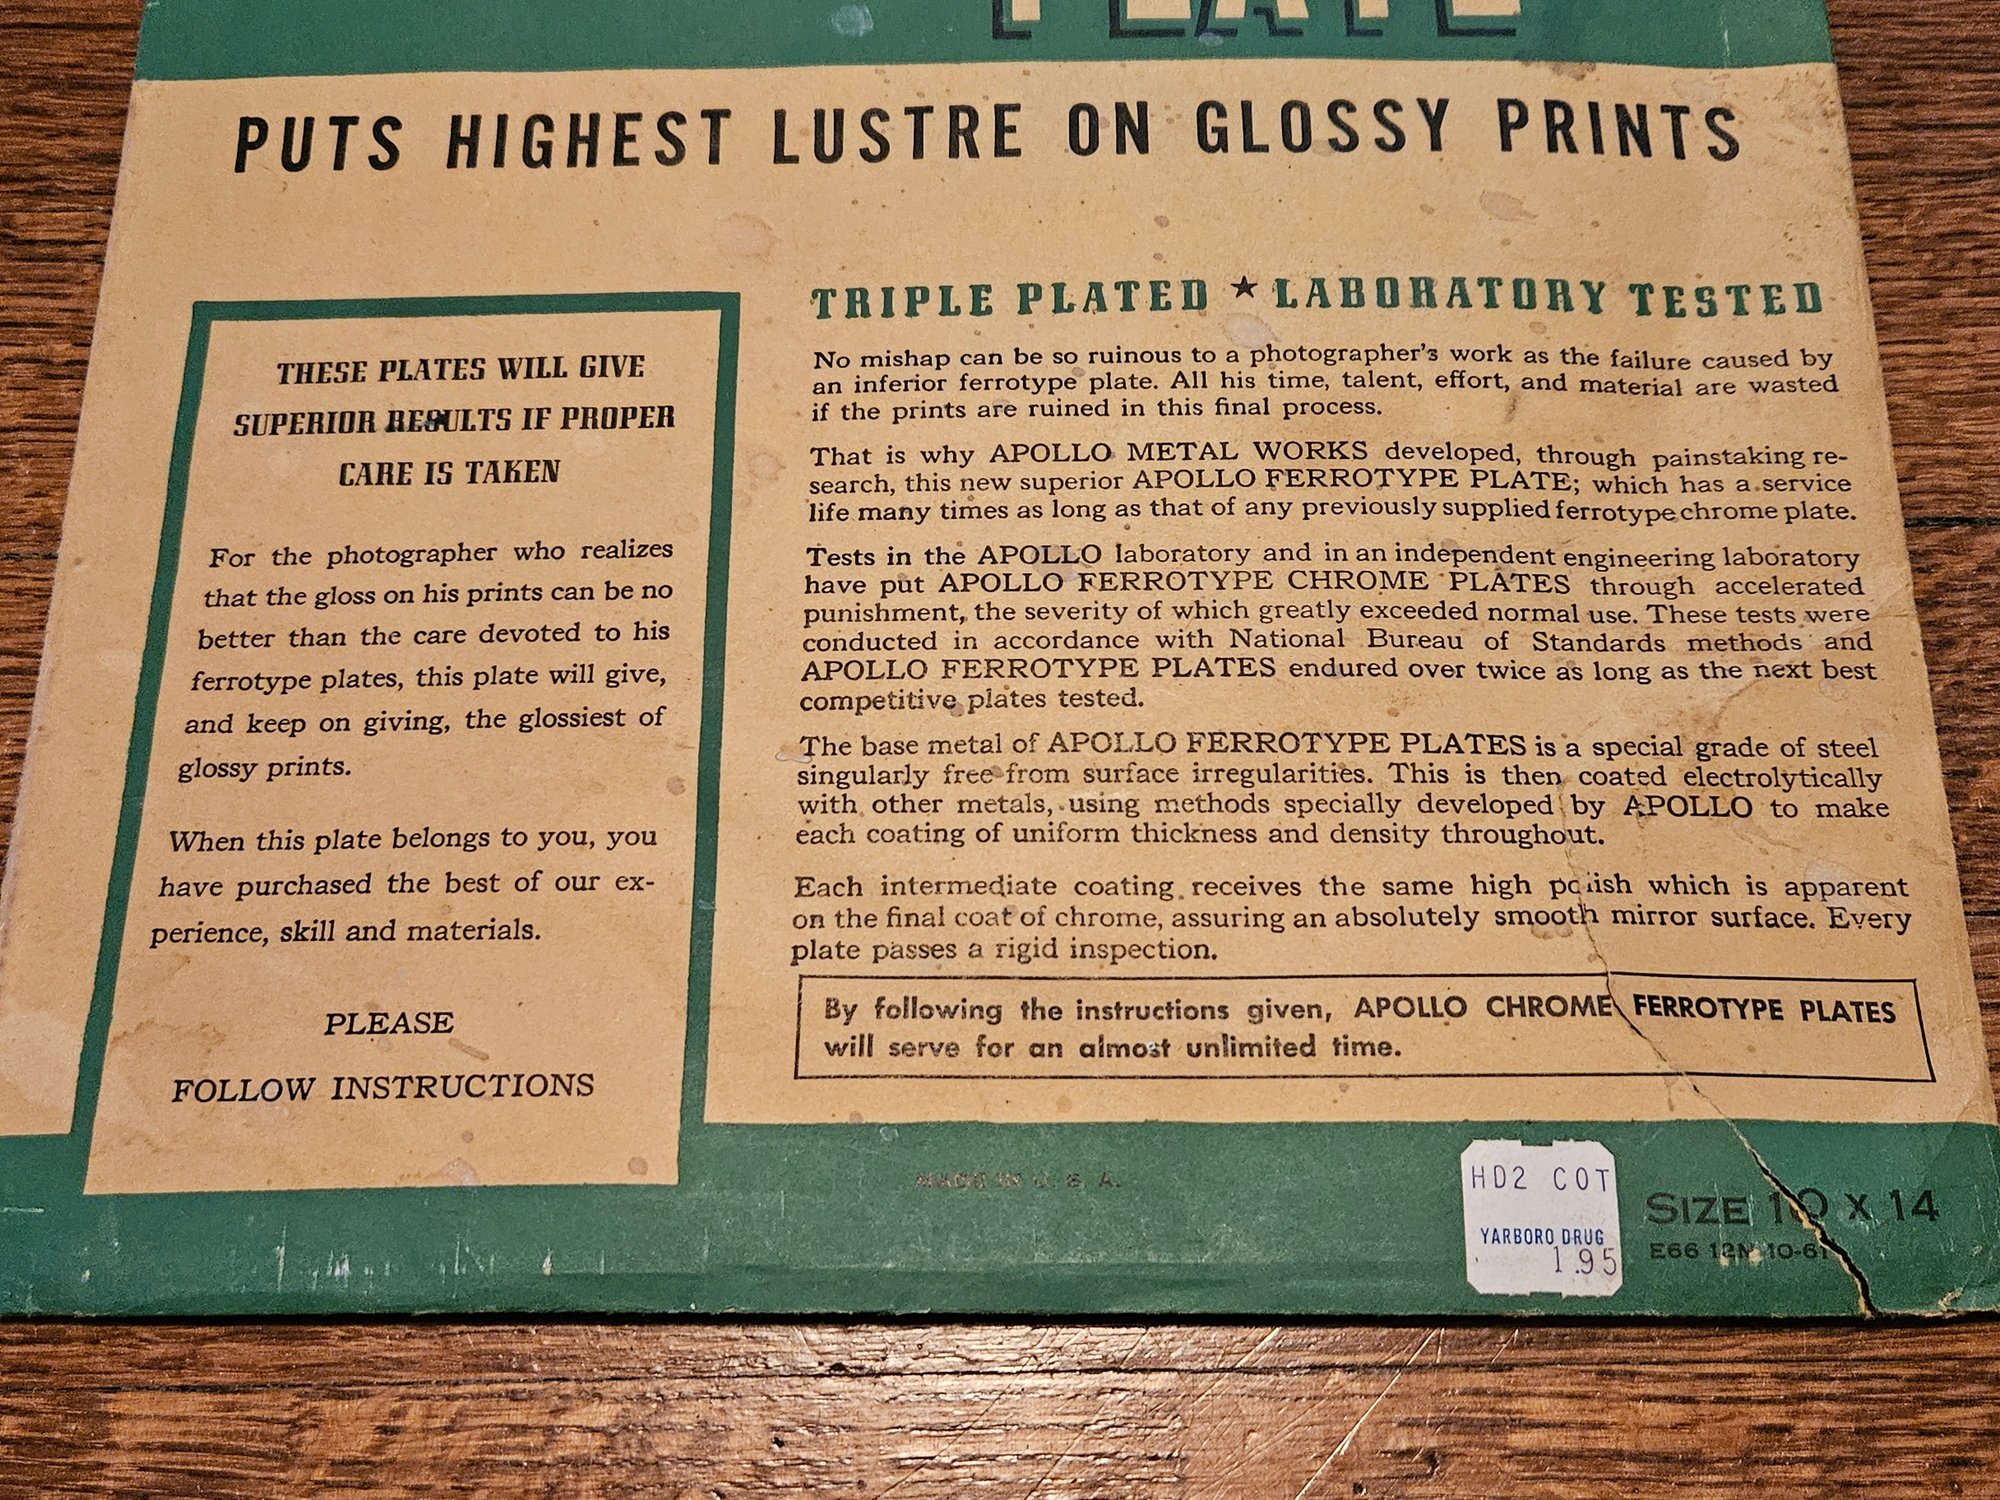 PLATE
PUTS HIGHEST LUSTRE ON GLOSSY PRINTS
THESE PLATES WILL GIVE
SUPERIOR RESULTS IF PROPER
CARE IS TAKEN
For the photographer who realizes
that the gloss on his prints can be no
better than the care devoted to his
ferrotype plates, this plate will give,
and keep on giving, the glossiest of
glossy prints.
When this plate belongs to you, you
have purchased the best of our ex-
perience, skill and materials.
PLEASE
FOLLOW INSTRUCTIONS
TRIPLE PLATED ★ LABORATORY TESTED
No mishap can be so ruinous to a photographer's work as the failure caused by
an inferior ferrotype plate. All his time, talent, effort, and material are wasted
if the prints are ruined in this final process.
That is why APOLLO METAL WORKS developed, through painstaking re-
search, this new superior APOLLO FERROTYPE PLATE; which has a service
life many times as long as that of any previously supplied ferrotype chrome plate.
Tests in the APOLLO laboratory and in an independent engineering laboratory
have put APOLLO FERROTYPE CHROME PLATES through accelerated
punishment, the severity of which greatly exceeded normal use. These tests were
conducted in accordance with National Bureau of Standards methods and
APOLLO FERROTYPE PLATES endured over twice as long as the next best
competitive plates tested.
The base metal of APOLLO FERROTYPE PLATES is a special grade of steel
singularly free from surface irregularities. This is then coated electrolytically
with other metals, using methods specially developed by APOLLO to make
each coating of uniform thickness and density throughout.
Each intermediate coating receives the same high polish which is apparent
on the final coat of chrome, assuring an absolutely smooth mirror surface. Every
plate passes a rigid inspection.
By following the instructions given, APOLLO CHROME FERROTYPE PLATES
will serve for an almost unlimited time.
MADE IN U. S. A.
HD2 COT
YARBORO DRUG
1.95
SIZE 10 X 14
E66 12N 10-61